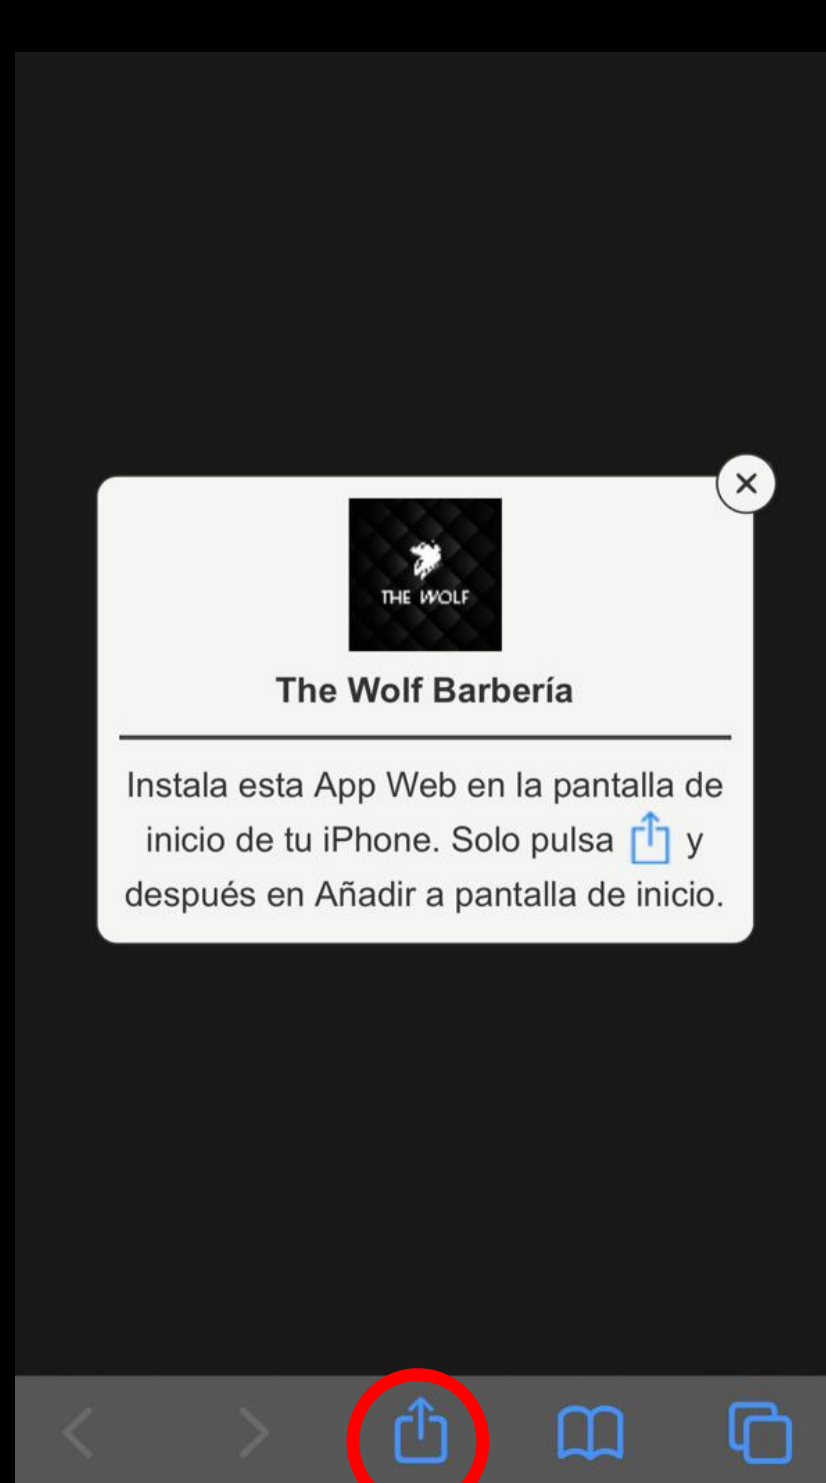 THE WOLF
The Wolf Barbería
Instala esta App Web en la pantalla de
inicio de tu iPhone. Solo pulsa y
después en Añadir a pantalla de inicio.